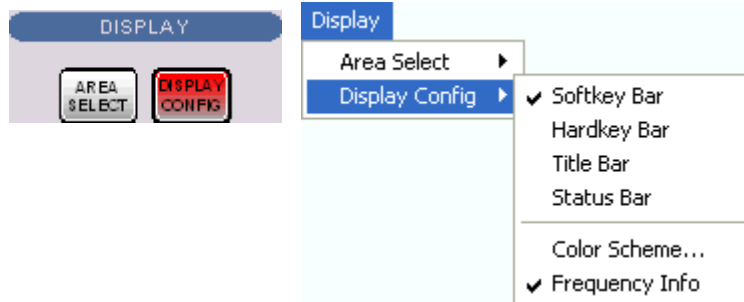 DISPLAY
AREA
SELECT
DISPLAY
CONFIG
Display
Area Select
Display Config
Softkey Bar
Hardkey Bar
Title Bar
Status Bar
Color Scheme...
Frequency Info